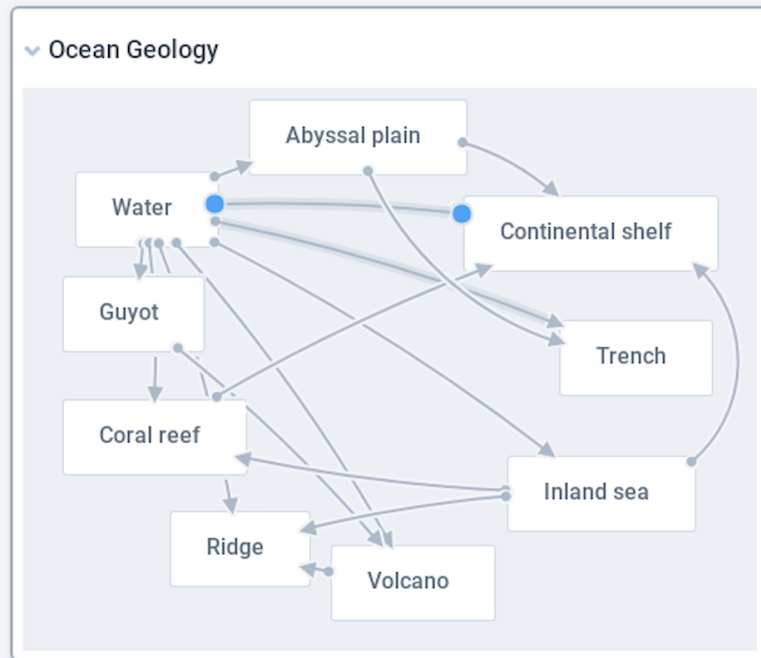 Ocean Geology
Abyssal plain
Water
Continental shelf
Guyot
Trench
Coral reef
Inland sea
Ridge
Volcano